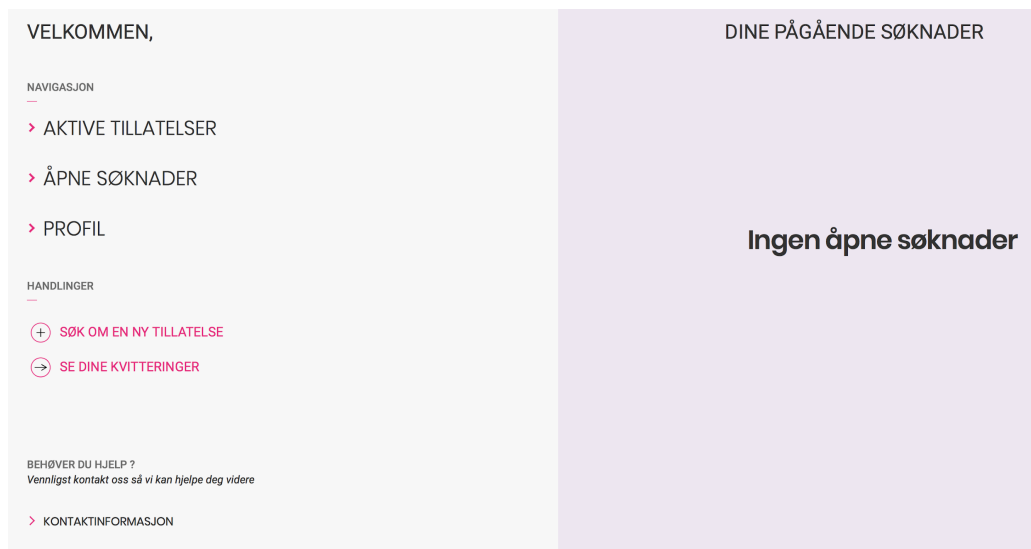 VELKOMMEN,
NAVIGASJON
AKTIVE TILLATELSER
ÅPNE SØKNADER
PROFIL
HANDLINGER
SØK OM EN NY TILLATELSE
SE DINE KVITTERINGER
BEHØVER DU HJELP ?
Vennligst kontakt oss så vi kan hjelpe deg videre
KONTAKTINFORMASJON
DINE PÅGÅENDE SØKNADER
Ingen åpne søknader